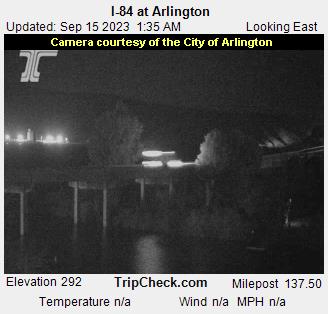 I-84 at Arlington
Updated: Sep 15 2023 1:35 AM Looking East
Camera courtesy of the City of Arlington
Elevation 292 TripCheck.com Milepost 137.50
Temperature n/a Wind n/a MPH n/a